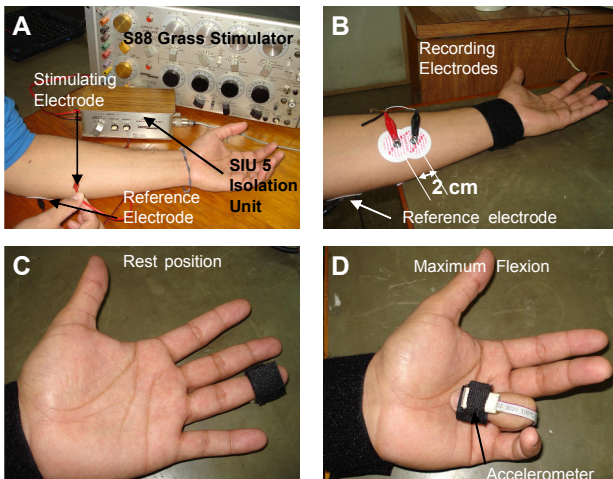 A
S88 Grass Stimulator
Stimulating
Electrode
SIU 5
Isolation
Unit
Reference
Electrode
B
Recording
Electrodes
2 cm
Reference electrode
C
Rest position
D
Maximum Flexion
Accelerometer